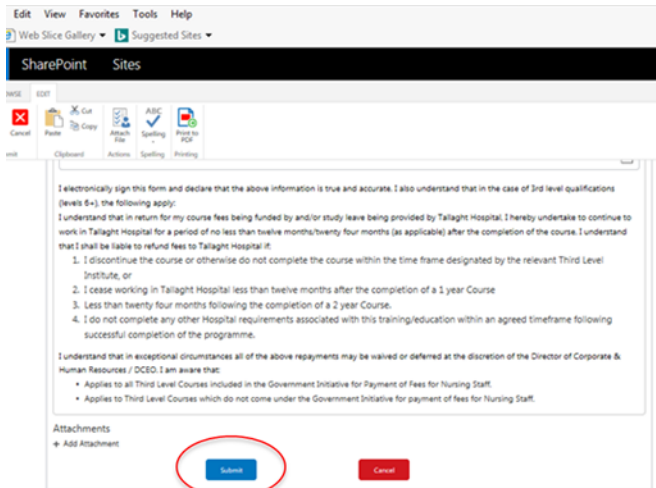 Edit View Favorites Tools Help
Web Slice Gallery Suggested Sites
SharePoint Sites
EDIT
Cancel Paste Cut Copy Attach File ABC Spelling Print to PDF
Clipboard Actions Spelling Printing
I electronically sign this form and declare that the above information is true and accurate. I also understand that in the case of 3rd level qualifications
(levels 6+), the following apply:
I understand that in return for my course fees being funded by and/or study leave being provided by Tallaght Hospital, I hereby undertake to continue to
work in Tallaght Hospital for a period of no less than twelve months/twenty four months (as applicable) after the completion of the course. I understand
that I shall be liable to refund fees to Tallaght Hospital if:
1. I discontinue the course or otherwise do not complete the course within the time frame designated by the relevant Third Level
Institute, or
2. I cease working in Tallaght Hospital less than twelve months after the completion of a 1 year Course
3. Less than twenty four months following the completion of a 2 year Course.
4. I do not complete any other Hospital requirements associated with this training/education within an agreed timeframe following
successful completion of the programme.
I understand that in exceptional circumstances all of the above repayments may be waived or deferred at the discretion of the Director of Corporate &
Human Resources / DCEO. I am aware that:
• Applies to all Third Level Courses included in the Government Initiative for Payment of Fees for Nursing Staff.
• Applies to Third Level Courses which do not come under the Government Initiative for payment of fees for Nursing Staff.
Attachments
+ Add Attachment
Submit Cancel